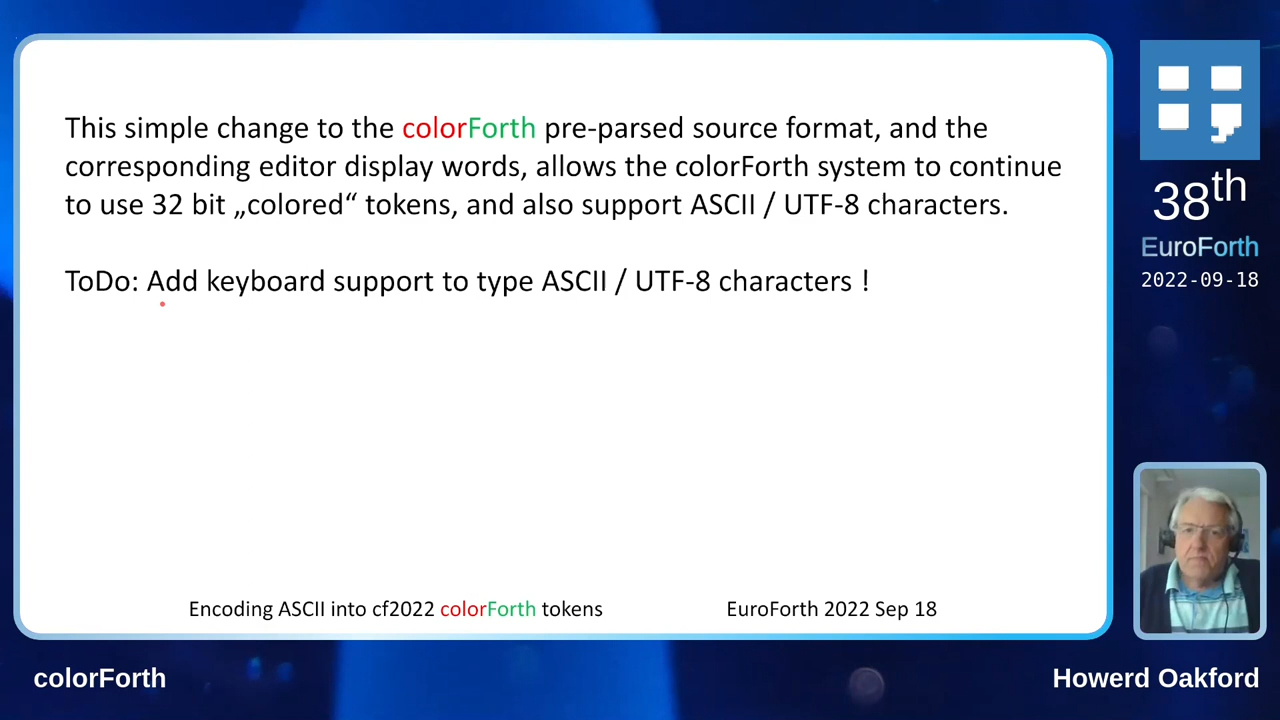 This simple change to the colorForth pre-parsed source format, and the
corresponding editor display words, allows the colorForth system to continue
to use 32 bit „colored“ tokens, and also support ASCII / UTF-8 characters.
ToDo: Add keyboard support to type ASCII / UTF-8 characters !
Encoding ASCII into cf2022 colorForth tokens
EuroForth 2022 Sep 18
38th
EuroForth
2022-09-18
colorForth
Howerd Oakford